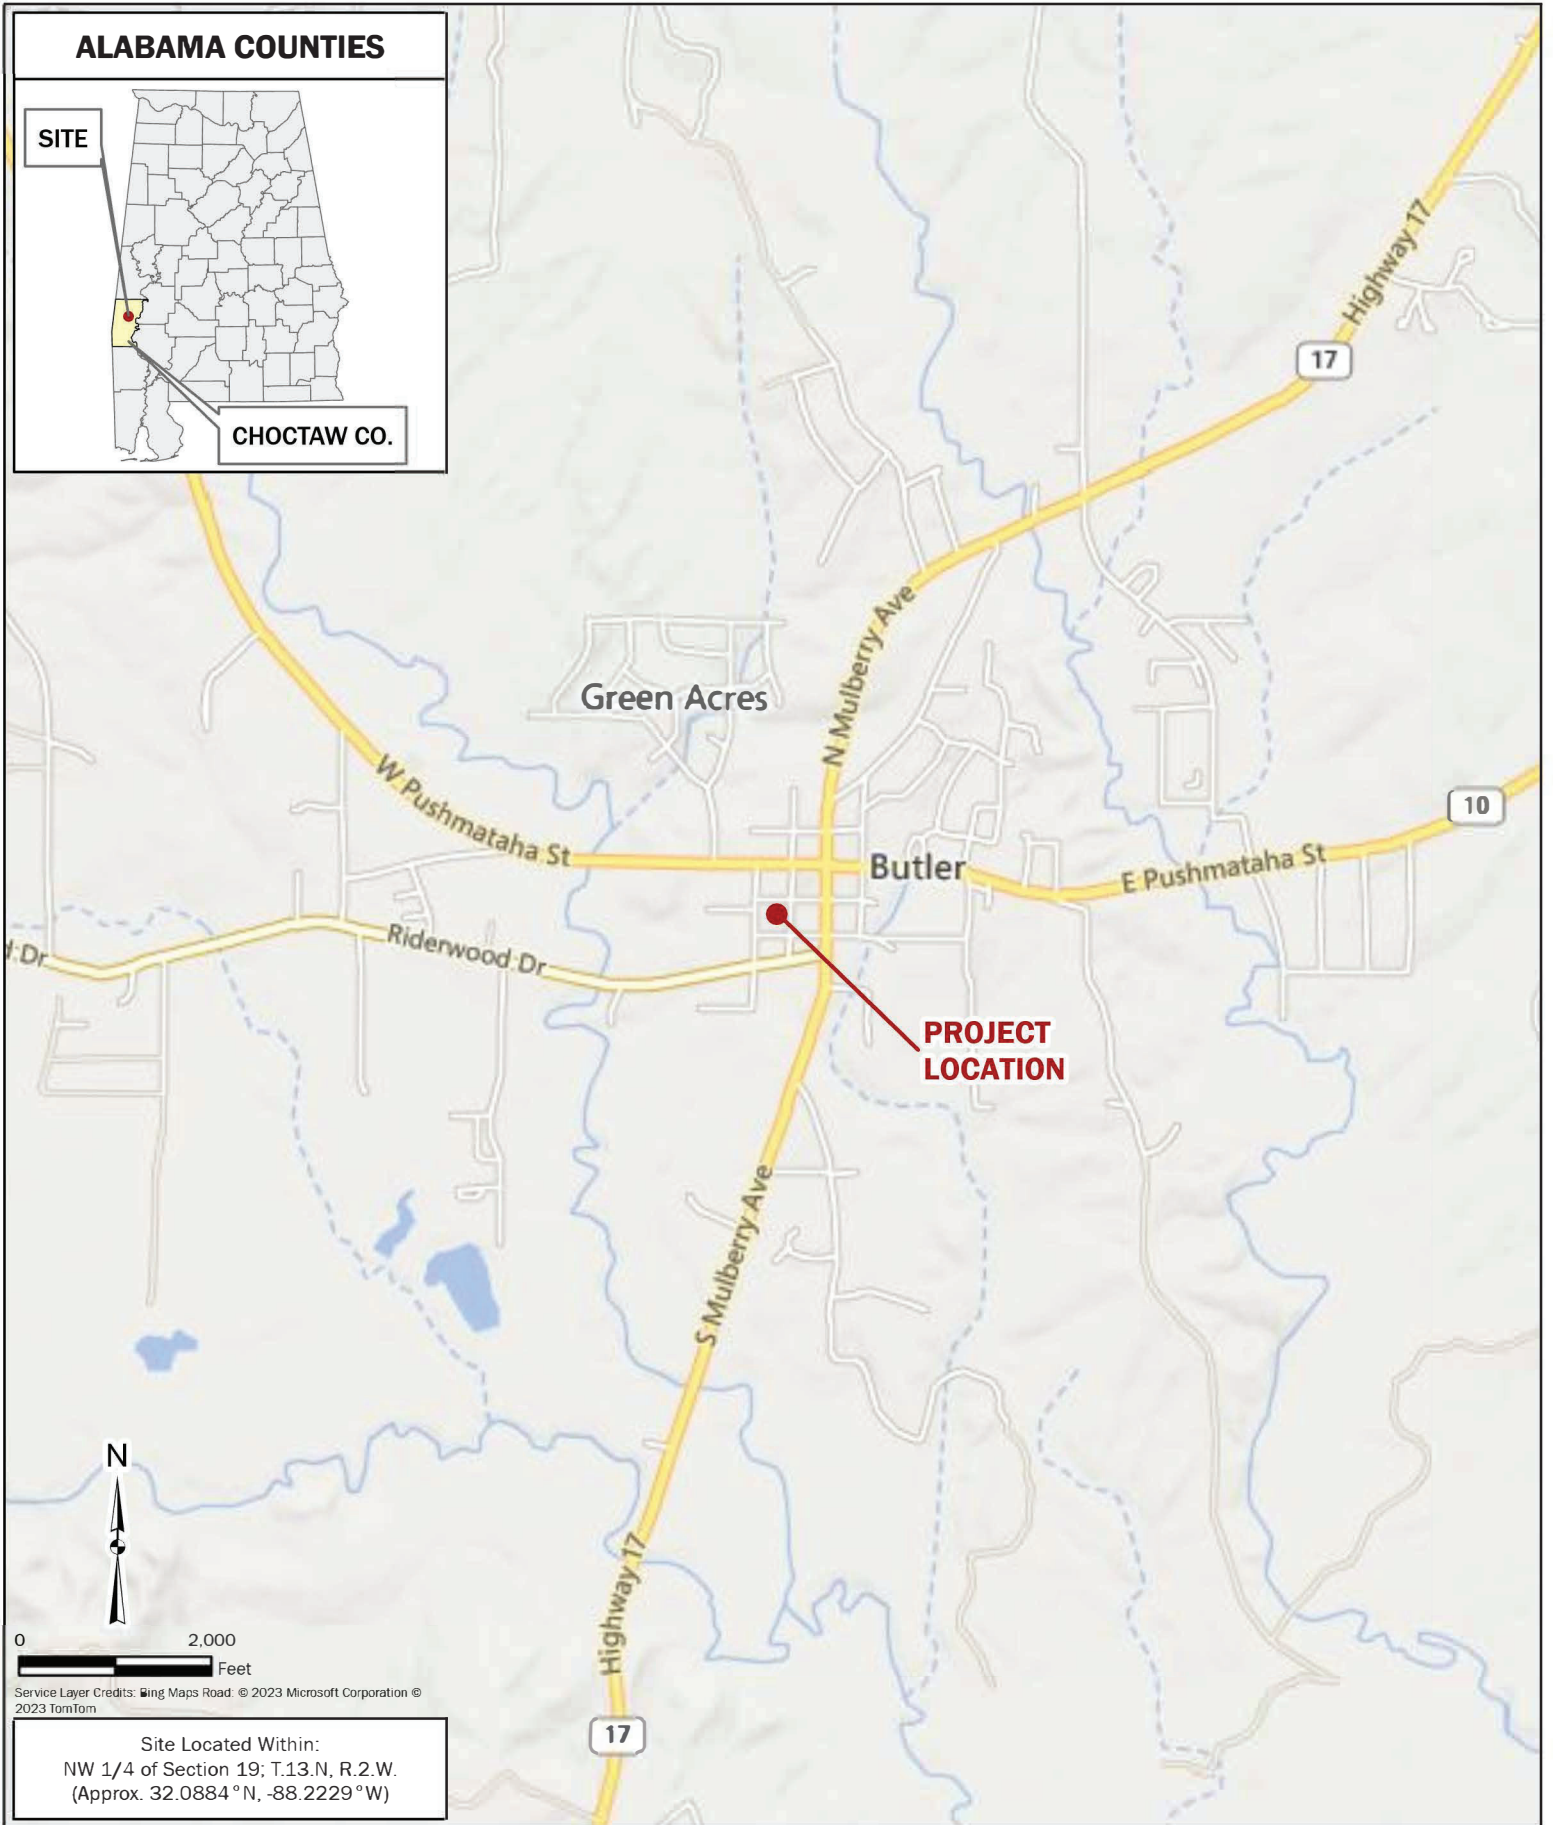 ALABAMA COUNTIES
SITE
CHOCTAW CO.
Highway 17
17
N Mulberry Ave
Green Acres
W Pushmataha St
10
Butler
E Pushmataha St
Riderwood Dr
d Dr
PROJECT
LOCATION
S Mulberry Ave
N
Highway 17
0 2,000
Feet
Service Layer Credits: Bing Maps Road: © 2023 Microsoft Corporation ©
2023 TomTom
17
Site Located Within:
NW 1/4 of Section 19; T.13.N, R.2.W.
(Approx. 32.0884°N, -88.2229°W)